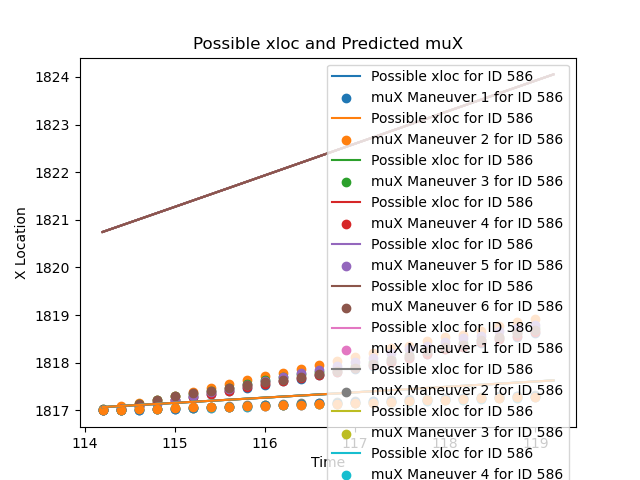 Possible xloc and Predicted muX
1824
1823
1822
1821
1820
1819
1818
1817
X Location
114
115
116
117
118
119
Time
Possible xloc for ID 586
muX Maneuver 1 for ID 586
Possible xloc for ID 586
muX Maneuver 2 for ID 586
Possible xloc for ID 586
muX Maneuver 3 for ID 586
Possible xloc for ID 586
muX Maneuver 4 for ID 586
Possible xloc for ID 586
muX Maneuver 5 for ID 586
Possible xloc for ID 586
muX Maneuver 6 for ID 586
Possible xloc for ID 586
muX Maneuver 1 for ID 586
Possible xloc for ID 586
muX Maneuver 2 for ID 586
Possible xloc for ID 586
muX Maneuver 3 for ID 586
Possible xloc for ID 586
muX Maneuver 4 for ID 586